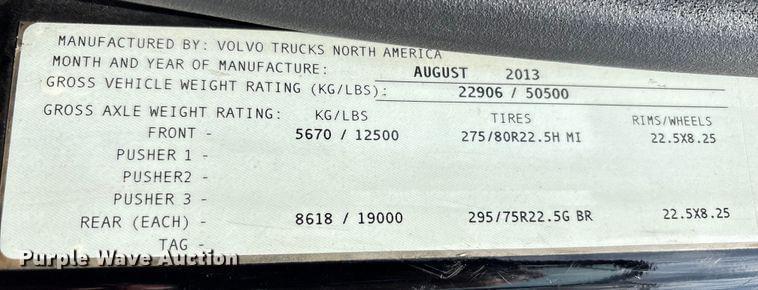 MANUFACTURED BY: VOLVO TRUCKS NORTH AMERICA
MONTH AND YEAR OF MANUFACTURE: AUGUST 2013
GROSS VEHICLE WEIGHT RATING (KG/LBS): 22906 / 50500
GROSS AXLE WEIGHT RATING: KG/LBS TIRES RIMS/WHEELS
FRONT - 5670 / 12500 275/80R22.5H MI 22.5X8.25
PUSHER 1 -
PUSHER2 -
PUSHER 3 -
REAR (EACH) - 8618 / 19000 295/75R22.5G BR 22.5X8.25
TAG -
Purple Wave Auction